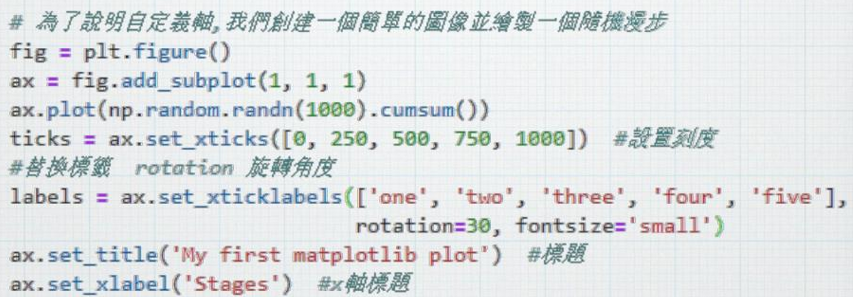 # 為了說明自定義軸,我們創建一個簡單的圖像並繪製一個隨機漫步
fig = plt.figure()
ax = fig.add_subplot(1, 1, 1)
ax.plot(np.random.randn(1000).cumsum())
ticks = ax.set_xticks([0, 250, 500, 750, 1000])  #設置刻度
#替換標籤  rotation 旋轉角度
labels = ax.set_xticklabels(['one', 'two', 'three', 'four', 'five'],
                            rotation=30, fontsize='small')
ax.set_title('My first matplotlib plot')  #標題
ax.set_xlabel('Stages')  #x軸標題